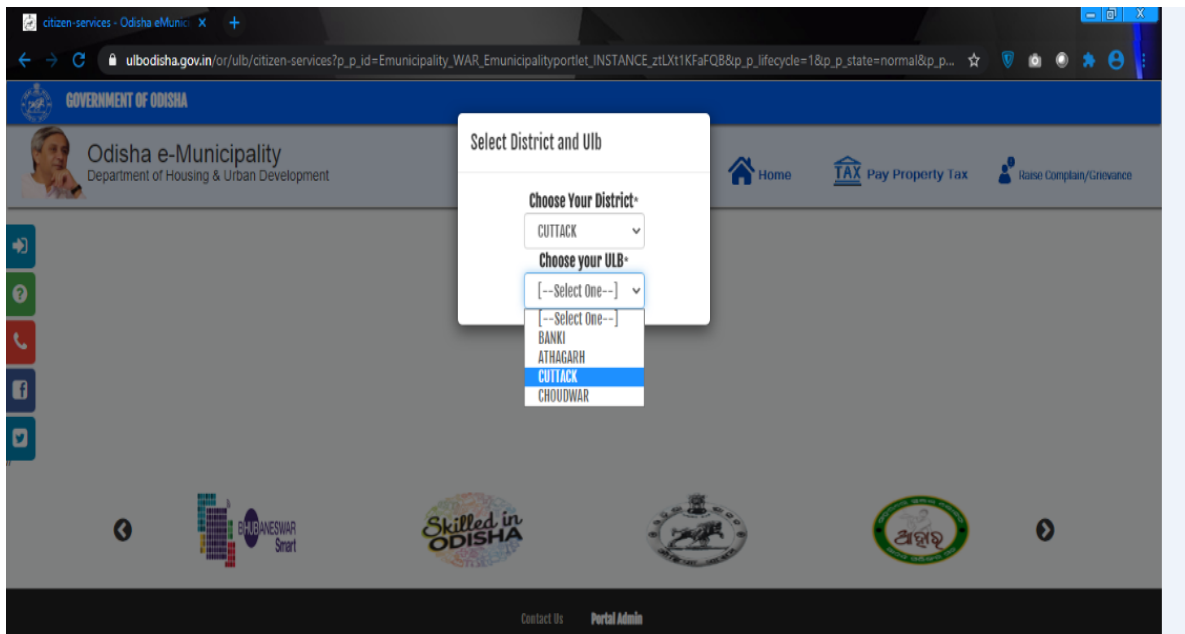 citizen-services - Odisha eMunic
ulbodisha.gov.in/or/ulb/citizen-services?p_p_id=Emunicipality_WAR_Emunicipalityportlet_INSTANCE_ztLXt1KFaFQB&p_p_lifecycle=1&p_p_state=normal&p_p...
GOVERNMENT OF ODISHA
Odisha e-Municipality
Department of Housing & Urban Development
Home
TAX Pay Property Tax
Raise Complain/Grievance
Select District and Ulb
Choose Your District*
CUTTACK
Choose your ULB*
[--Select One--]
[--Select One--]
BANKI
ATHAGARH
CUTTACK
CHOUDWAR
BHUBANESWAR
Smart
Skilled in
ODISHA
ଆହାର
Contact Us Portal Admin